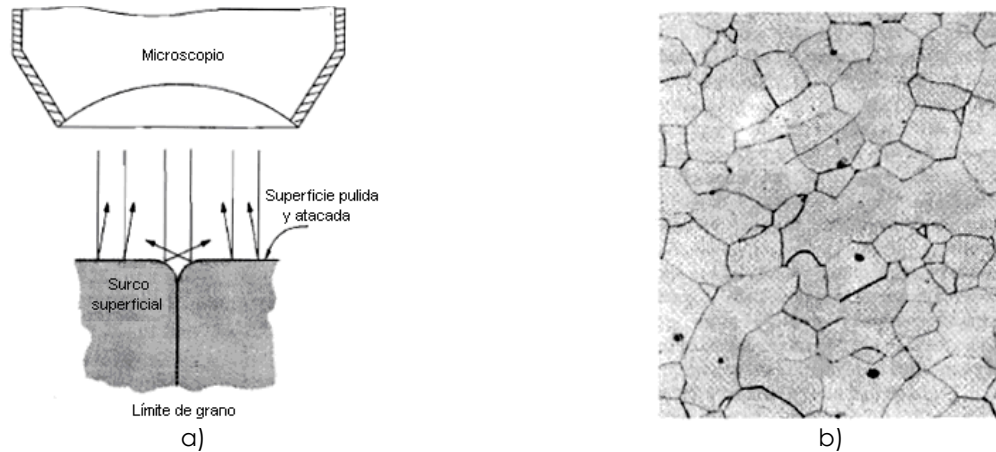 Microscopio
Superficie pulida
y atacada
Surco
superficial
Límite de grano
a)
b)